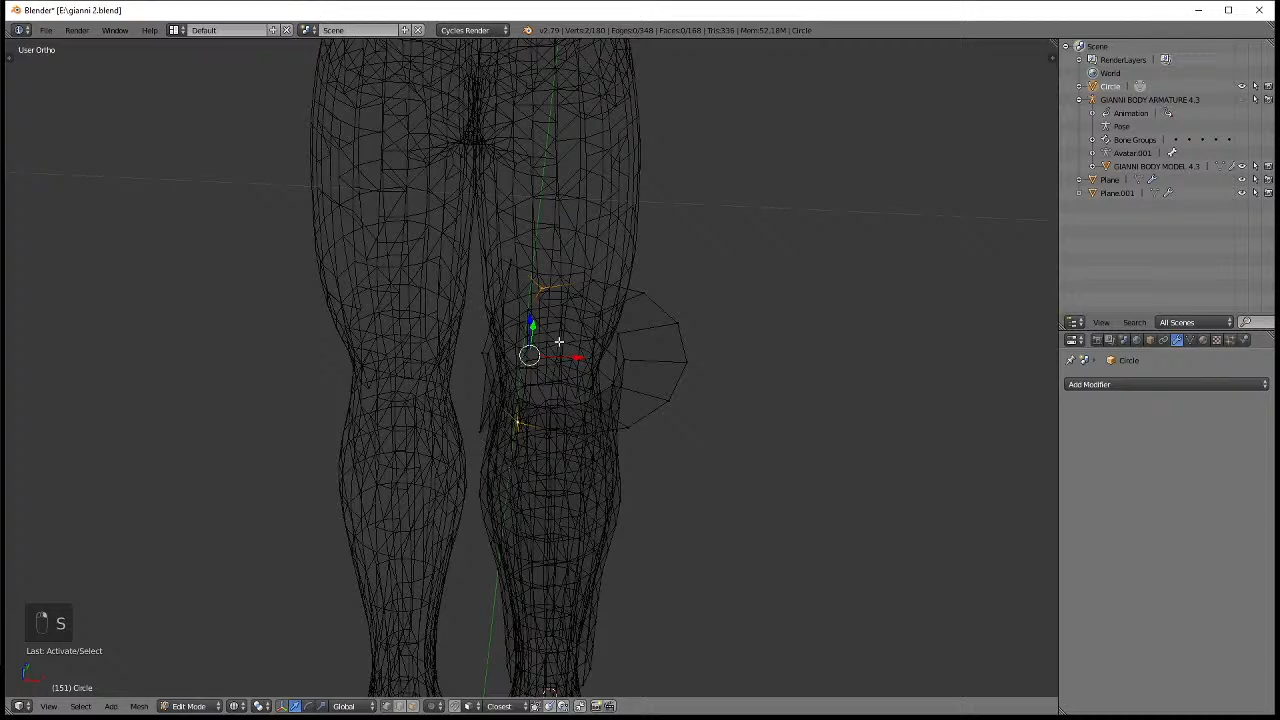 Blender* [E:\gianni 2.blend]
File Render Window Help Default Scene Cycles Render v2.79 | Verts:2/180 | Edges:0/348 | Faces:0/168 | Tris:336 | Mem:52.18M | Circle
User Ortho
Scene
RenderLayers
World
Circle
GIANNI BODY ARMATURE 4.3
Animation
Pose
Bone Groups
Avatar.001
GIANNI BODY MODEL 4.3
Plane
Plane.001
View Search All Scenes
Circle
Add Modifier
S
Last: Activate/Select
(151) Circle
View Select Add Mesh Edit Mode Global Closest